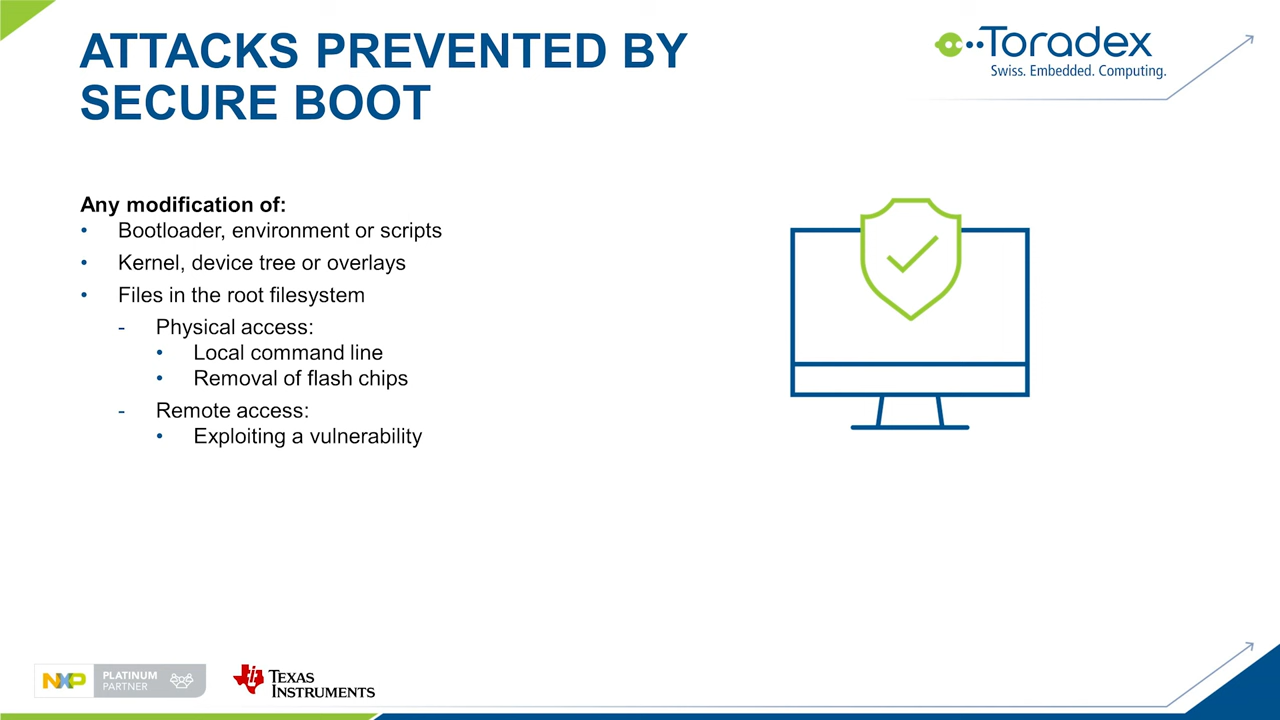 ATTACKS PREVENTED BY
SECURE BOOT
Toradex
Swiss. Embedded. Computing.
Any modification of:
• Bootloader, environment or scripts
• Kernel, device tree or overlays
• Files in the root filesystem
- Physical access:
• Local command line
• Removal of flash chips
- Remote access:
• Exploiting a vulnerability
NXP
PLATINUM
PARTNER
TEXAS
INSTRUMENTS